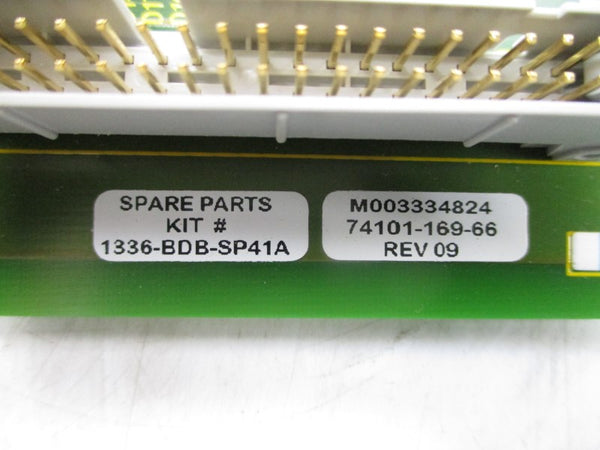 SPARE PARTS
KIT #
1336-BDB-SP41A
M003334824
74101-169-66
REV 09